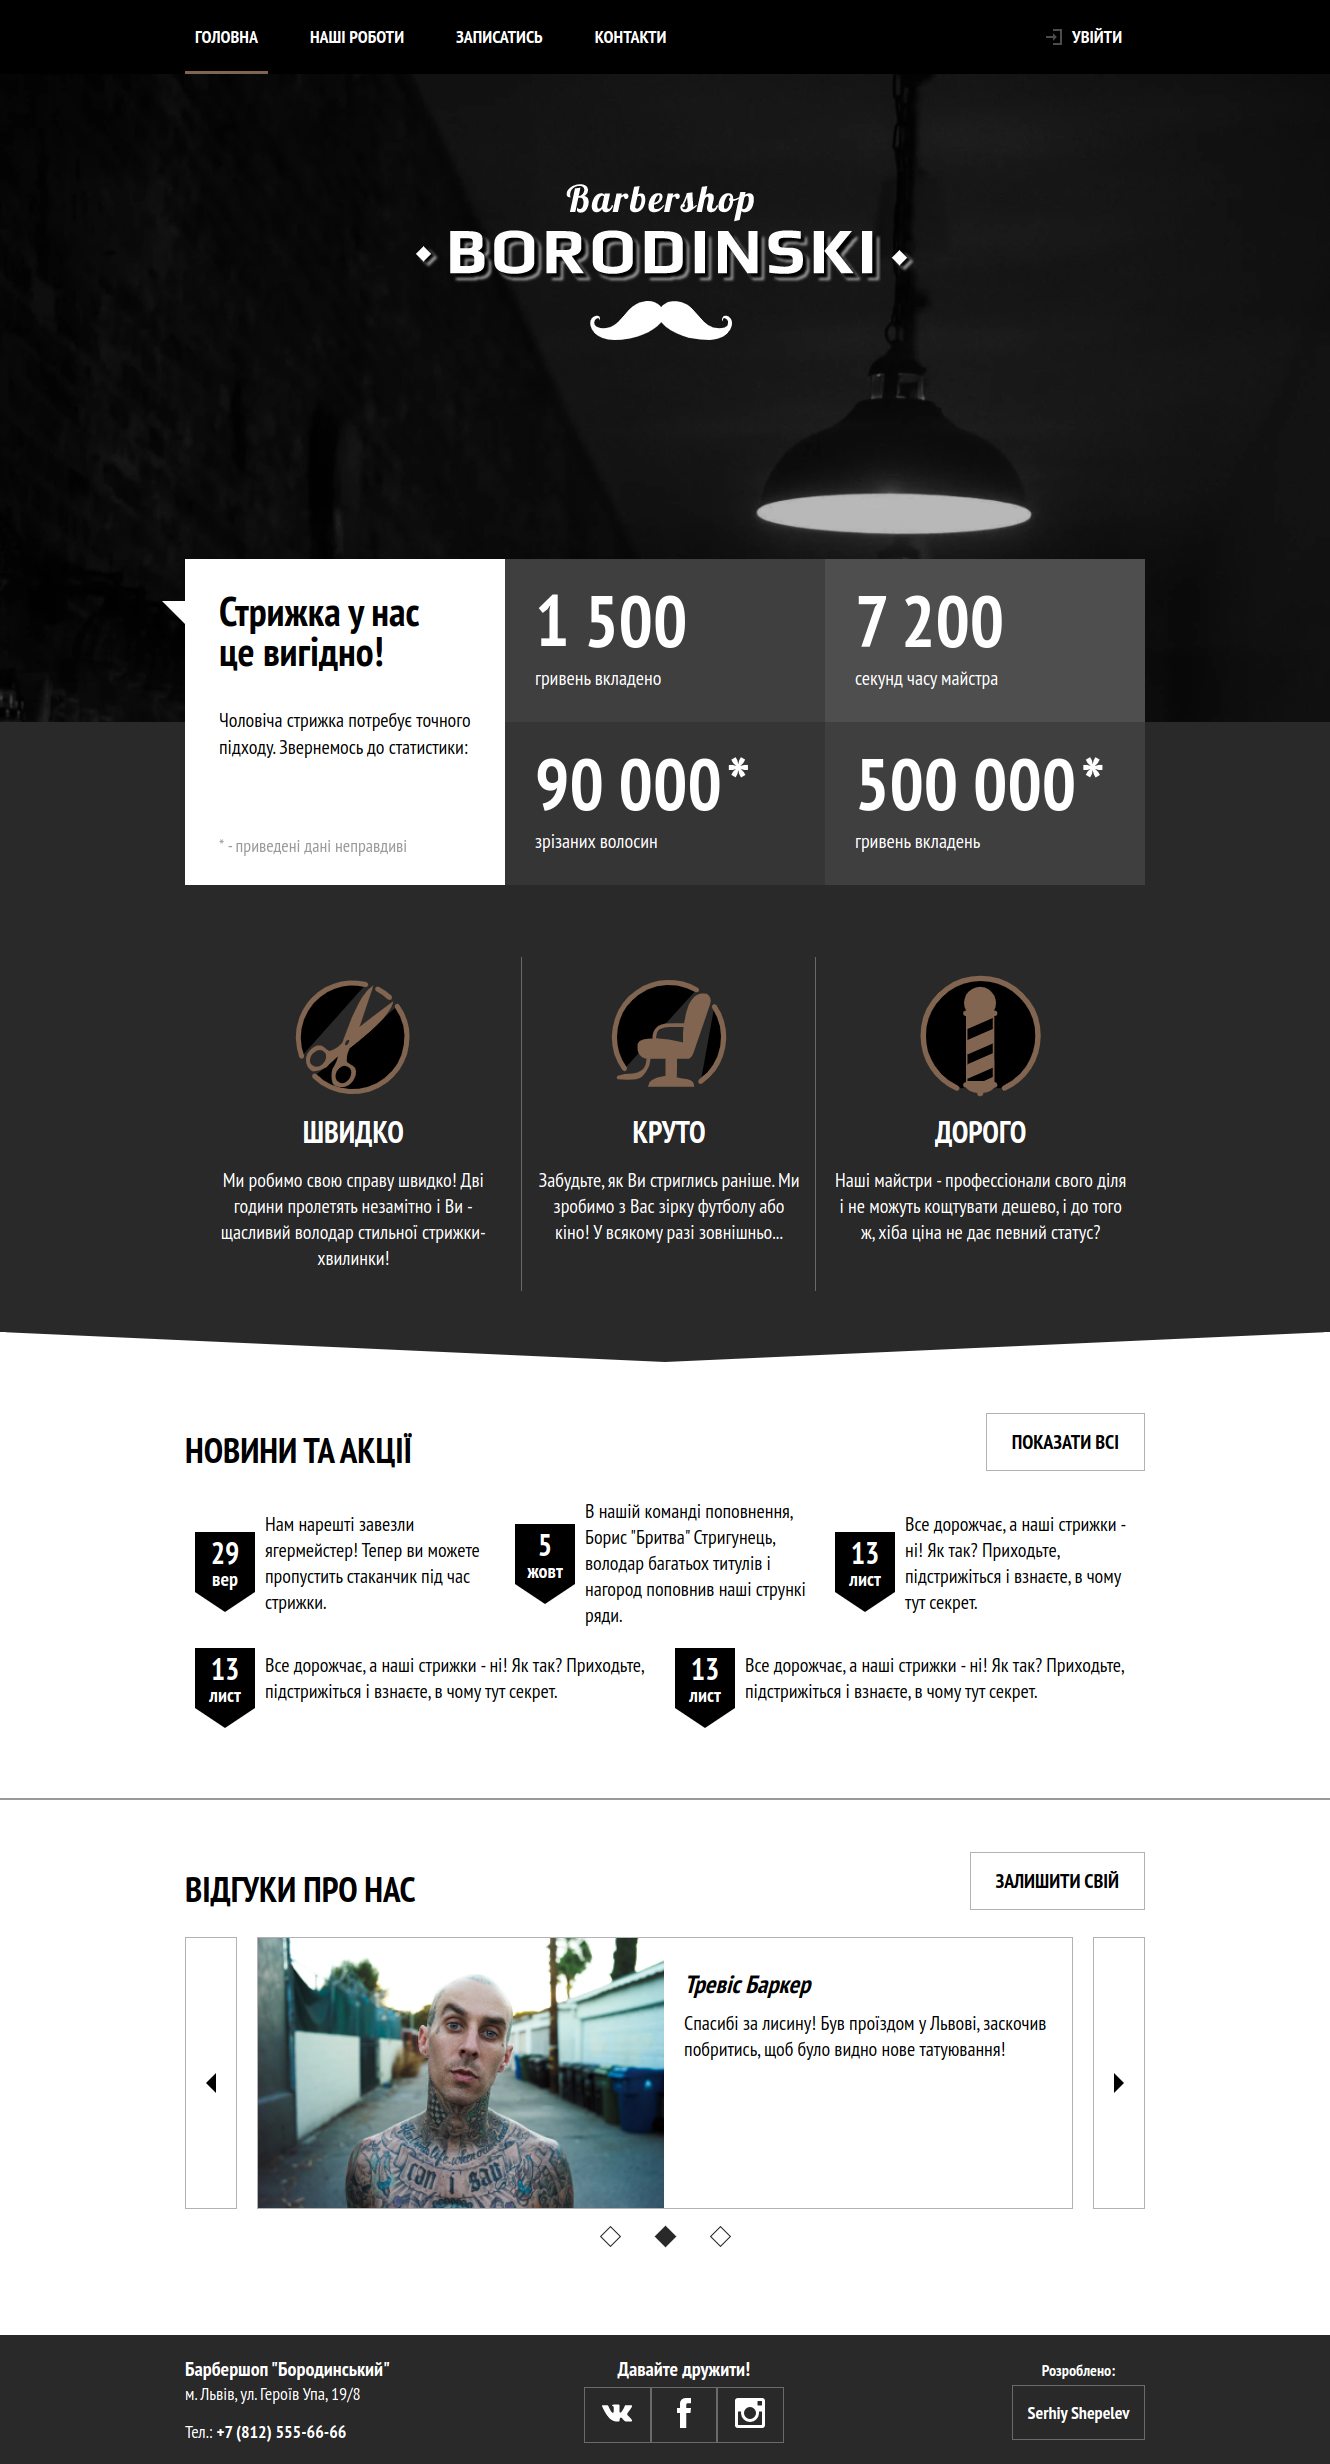 ГОЛОВНА
НАШІ РОБОТИ
ЗАПИСАТИСЬ
КОНТАКТИ
УВІЙТИ
Barbershop
BORODINSKI
Стрижка у нас
це вигідно!
Чоловіча стрижка потребує точного
підходу. Звернемось до статистики:
* - приведені дані неправдиві
1 500
гривень вкладено
7 200
секунд часу майстра
90 000*
зрізаних волосин
500 000*
гривень вкладень
ШВИДКО
Ми робимо свою справу швидко! Дві
години пролетять незамітно і Ви -
щасливий володар стильної стрижки-
хвилинки!
КРУТО
Забудьте, як Ви стриглись раніше. Ми
зробимо з Вас зірку футболу або
кіно! У всякому разі зовнішньо...
ДОРОГО
Наші майстри - профессіонали свого діля
і не можуть кощтувати дешево, і до того
ж, хіба ціна не дає певний статус?
НОВИНИ ТА АКЦІЇ
ПОКАЗАТИ ВСІ
29
вер
Нам нарешті завезли
ягермейстер! Тепер ви можете
пропустить стаканчик під час
стрижки.
5
жовт
В нашій команді поповнення,
Борис "Бритва" Стригунець,
володар багатьох титулів і
нагород поповнив наші стрункі
ряди.
13
лист
Все дорожчає, а наші стрижки -
ні! Як так? Приходьте,
підстрижіться і взнаєте, в чому
тут секрет.
13
лист
Все дорожчає, а наші стрижки - ні! Як так? Приходьте,
підстрижіться і взнаєте, в чому тут секрет.
13
лист
Все дорожчає, а наші стрижки - ні! Як так? Приходьте,
підстрижіться і взнаєте, в чому тут секрет.
ВІДГУКИ ПРО НАС
ЗАЛИШИТИ СВІЙ
can i say
Тревіс Баркер
Спасибі за лисину! Був проїздом у Львові, заскочив
побритись, щоб було видно нове татуювання!
Барбершоп "Бородинський"
м. Львів, ул. Героїв Упа, 19/8
Тел.: +7 (812) 555-66-66
Давайте дружити!
Розроблено:
Serhiy Shepelev